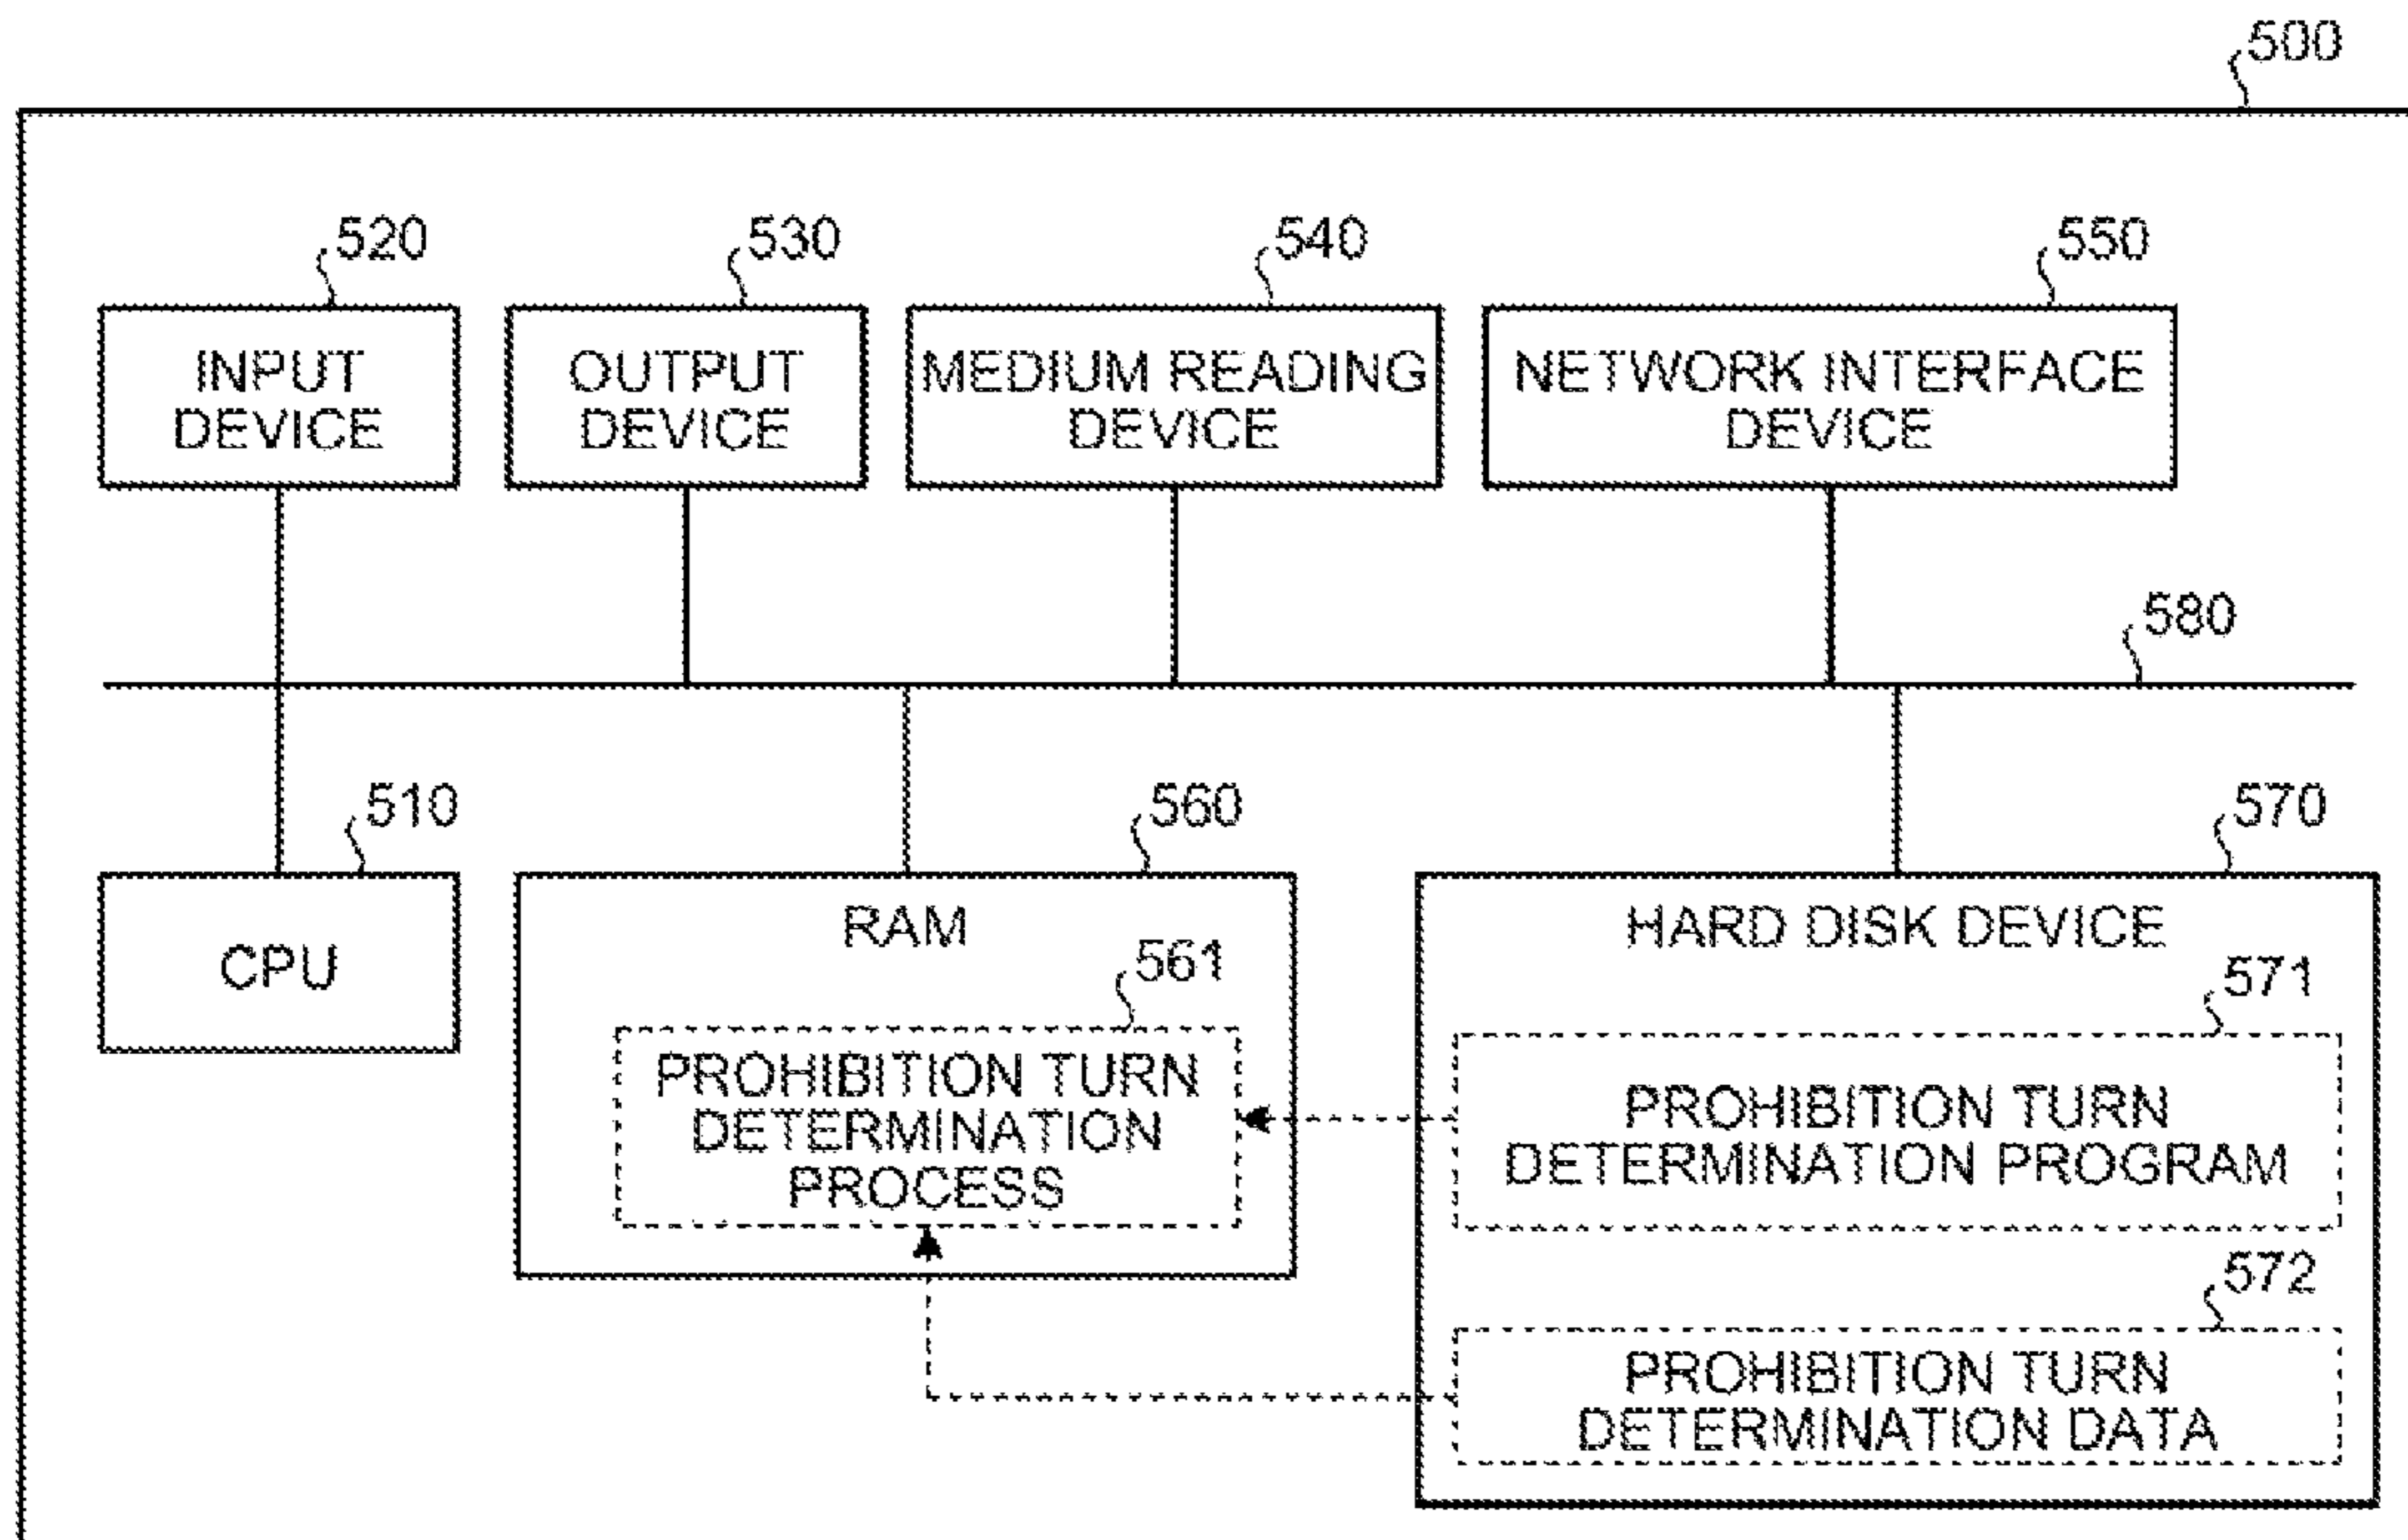 500
520
530
540
550
INPUT
DEVICE
OUTPUT
DEVICE
MEDIUM READING
DEVICE
NETWORK INTERFACE
DEVICE
580
510
560
570
CPU
RAM
561
PROHIBITION TURN
DETERMINATION
PROCESS
HARD DISK DEVICE
571
PROHIBITION TURN
DETERMINATION PROGRAM
572
PROHIBITION TURN
DETERMINATION DATA